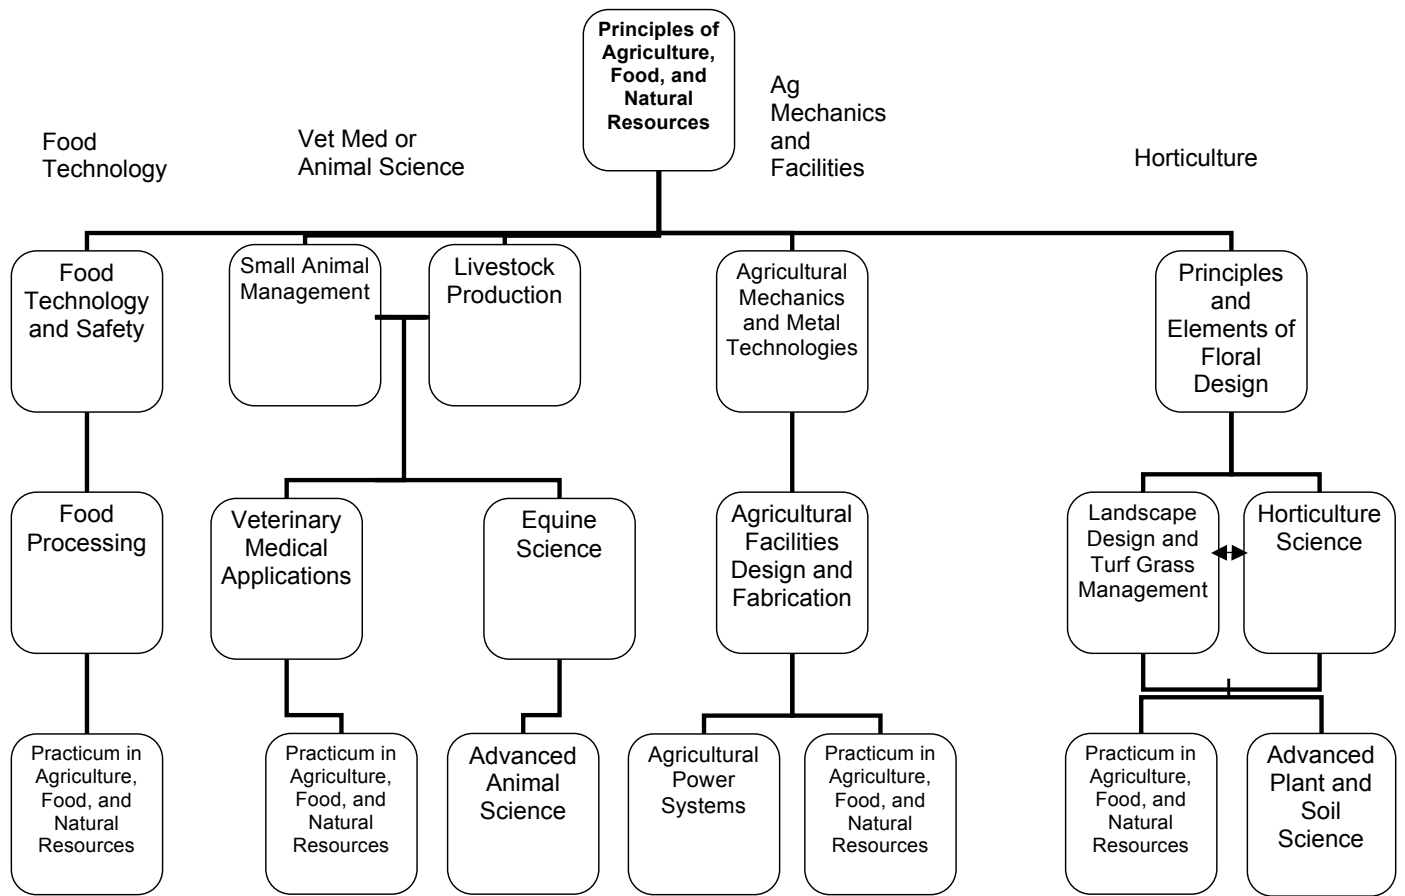 Principles of
Agriculture,
Food, and
Natural
Resources
Food
Technology
Vet Med or
Animal Science
Ag
Mechanics
and
Facilities
Horticulture
Food
Technology
and Safety
Small Animal
Management
Livestock
Production
Agricultural
Mechanics
and Metal
Technologies
Principles
and
Elements of
Floral
Design
Food
Processing
Veterinary
Medical
Applications
Equine
Science
Agricultural
Facilities
Design and
Fabrication
Landscape
Design and
Turf Grass
Management
Horticulture
Science
Practicum in
Agriculture,
Food, and
Natural
Resources
Practicum in
Agriculture,
Food, and
Natural
Resources
Advanced
Animal
Science
Agricultural
Power
Systems
Practicum in
Agriculture,
Food, and
Natural
Resources
Practicum in
Agriculture,
Food, and
Natural
Resources
Advanced
Plant and
Soil
Science